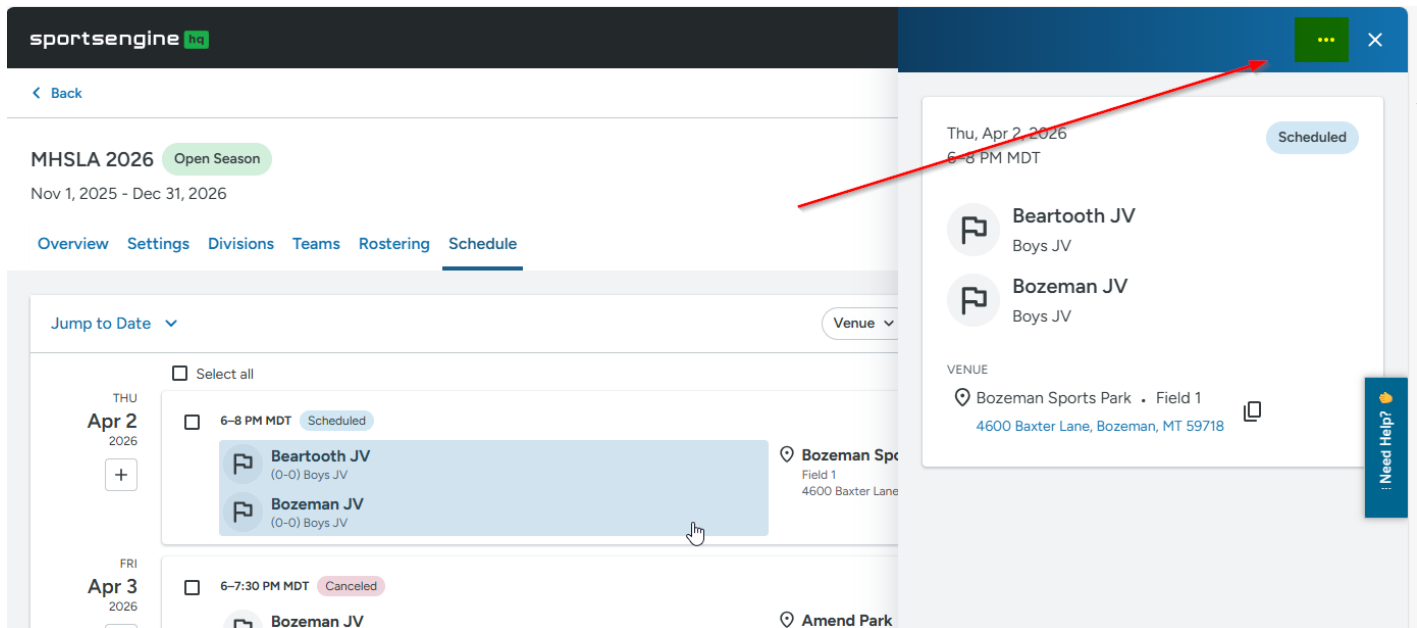 sportsengine hq
Back
MHSLA 2026 Open Season
Nov 1, 2025 - Dec 31, 2026
Overview Settings Divisions Teams Rostering Schedule
Jump to Date
Venue
Select all
THU
Apr 2
2026
+
6–8 PM MDT Scheduled
Beartooth JV
(0-0) Boys JV
Bozeman JV
(0-0) Boys JV
Bozeman Spo
Field 1
4600 Baxter Lane
FRI
Apr 3
2026
6–7:30 PM MDT Canceled
Bozeman JV
Amend Park
Thu, Apr 2, 2026
6–8 PM MDT
Scheduled
Beartooth JV
Boys JV
Bozeman JV
Boys JV
VENUE
Bozeman Sports Park • Field 1
4600 Baxter Lane, Bozeman, MT 59718
Need Help?